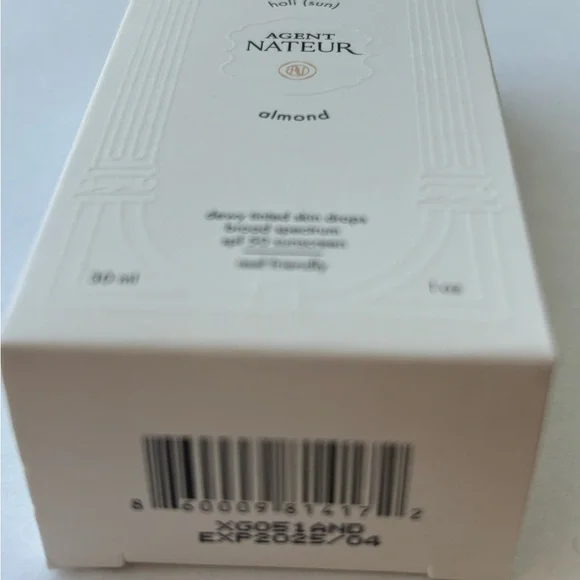 holi (sun)
AGENT
NATEUR
almond
dewy tinted skin drops
broad spectrum
spf 50 sunscreen
reef friendly
30 ml
1 oz
8 60009 81417 2
XG051AND
EXP2025/04